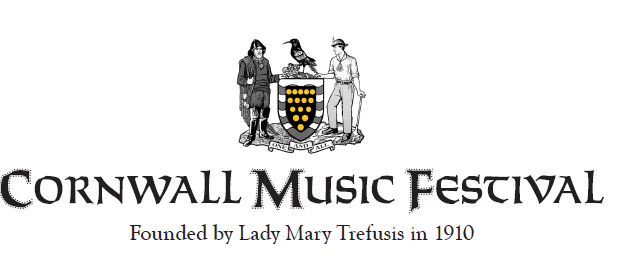 ONE AND ALL
CORNWALL MUSIC FESTIVAL
Founded by Lady Mary Trefusis in 1910